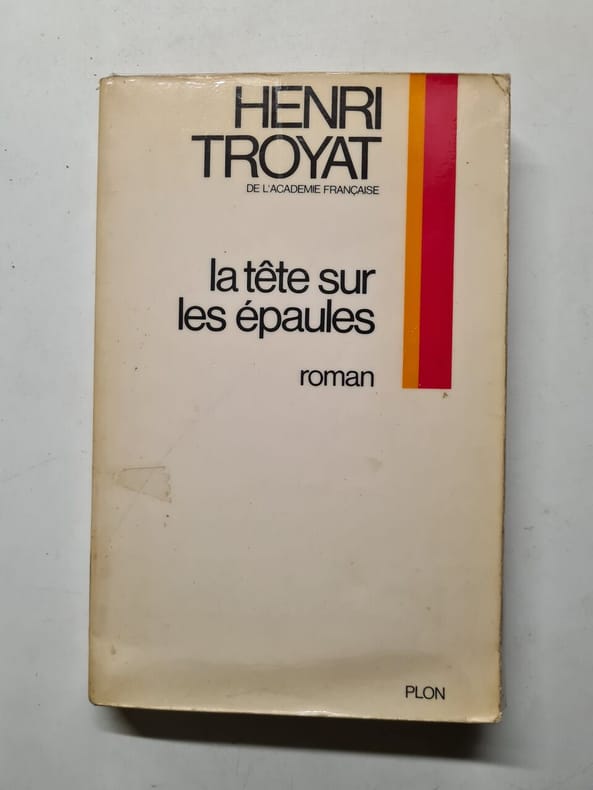 HENRI
TROYAT
DE L'ACADEMIE FRANÇAISE
la tête sur
les épaules
roman
PLON